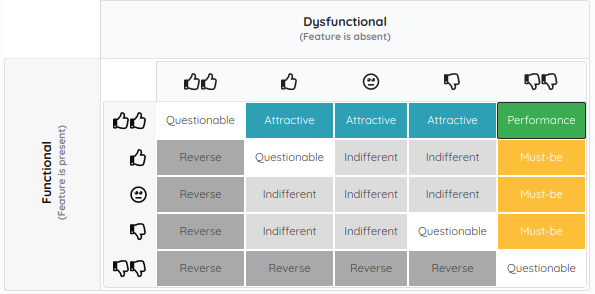 Dysfunctional
(Feature is absent)
Functional
(Feature is present)
Questionable Attractive Attractive Attractive Performance
Reverse Questionable Indifferent Indifferent Must-be
Reverse Indifferent Indifferent Indifferent Must-be
Reverse Indifferent Indifferent Questionable Must-be
Reverse Reverse Reverse Reverse Questionable